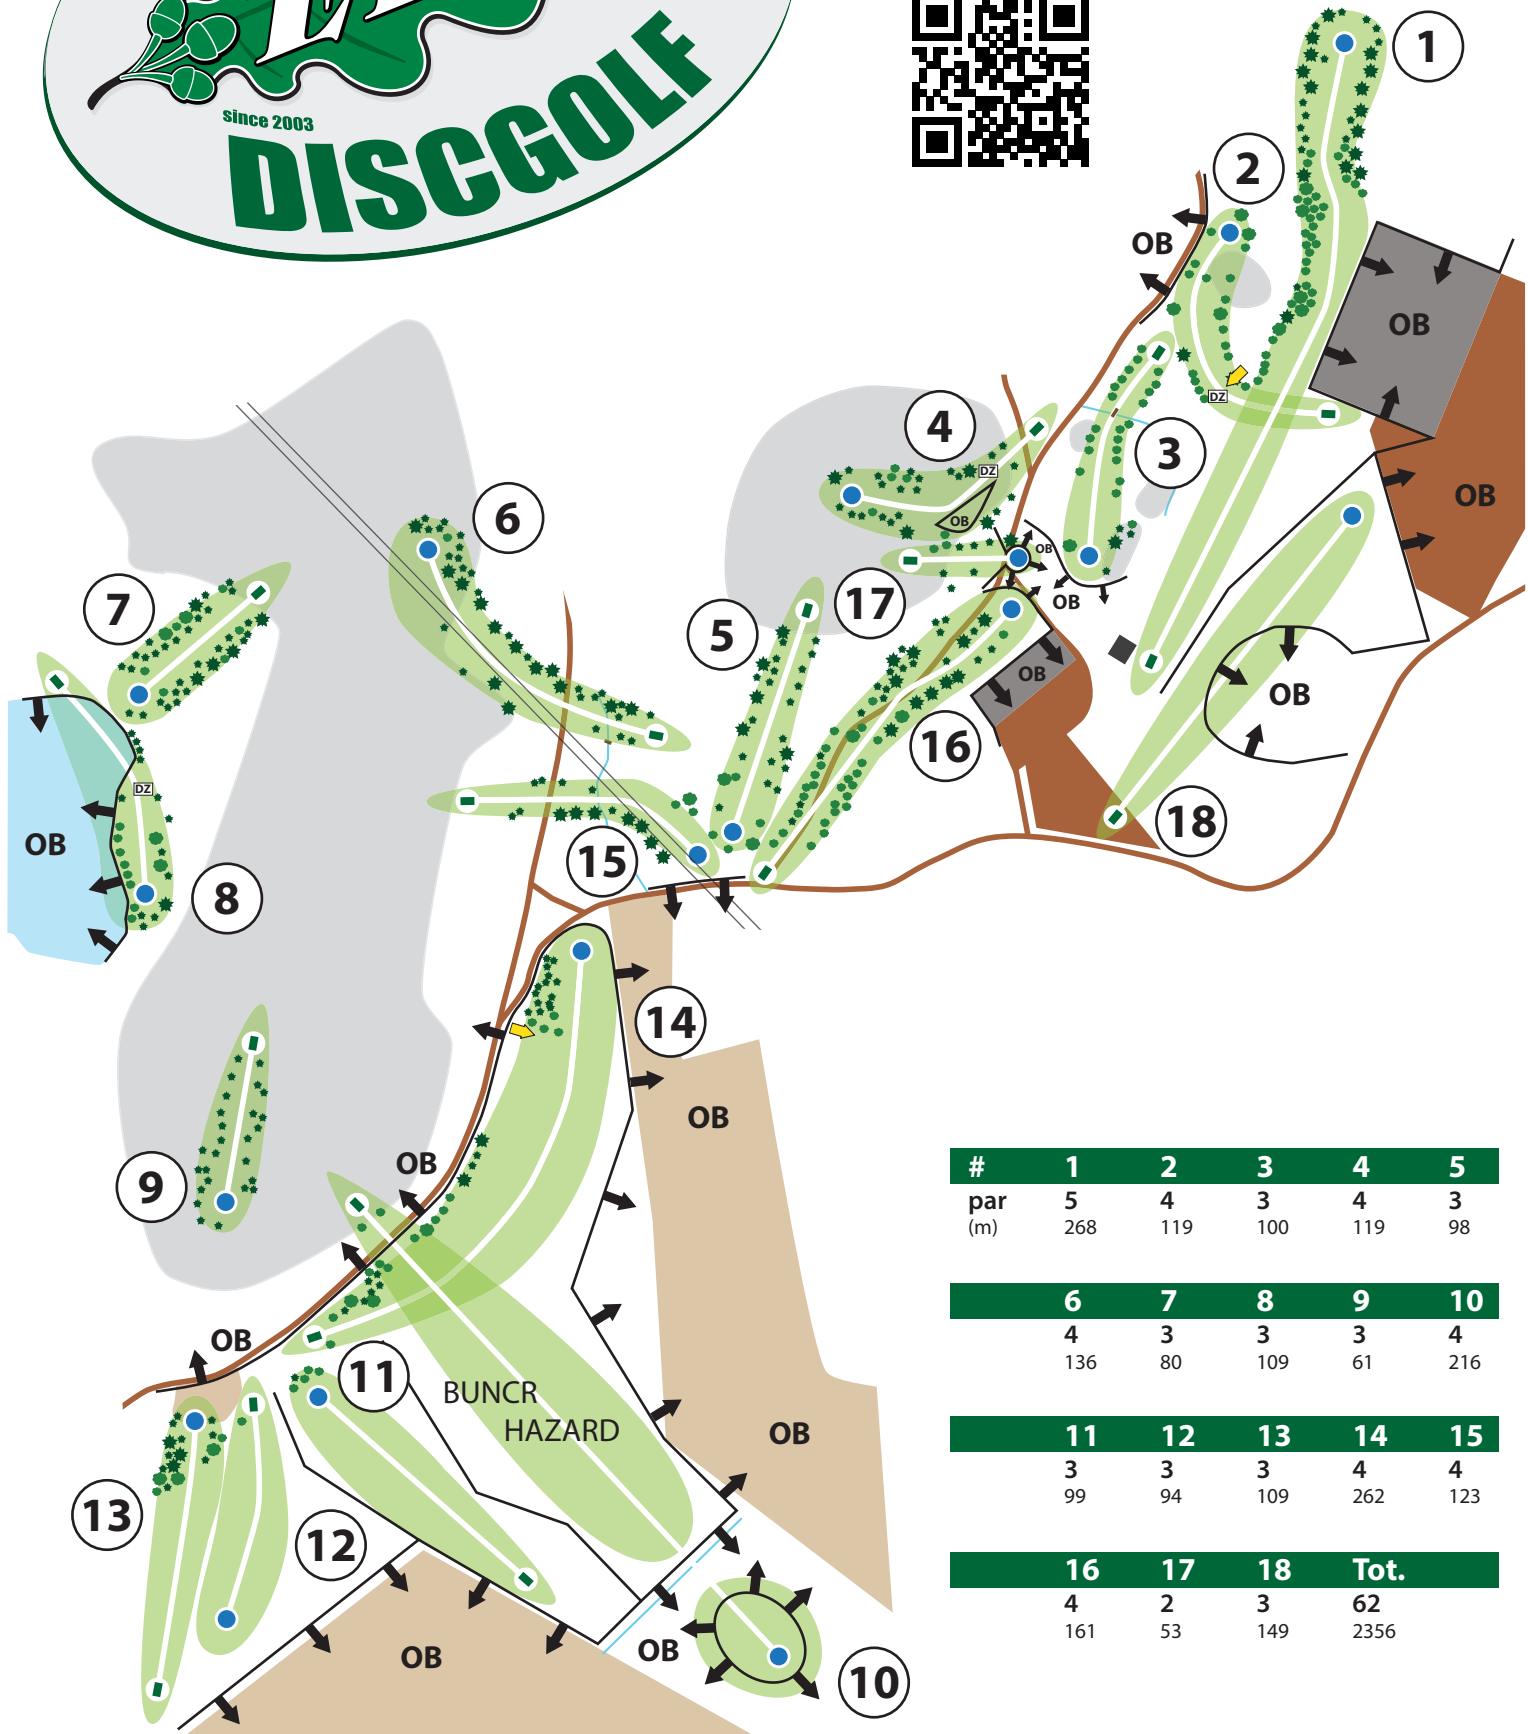 since 2003
DISCGOLF
1
2
OB
OB
DZ
4
3
DZ
OB
6
OB
OB
7
17
OB
5
OB
OB
16
DZ
18
OB
15
8
14
OB
OB
9
OB
11
BUNCR
HAZARD
OB
13
12
OB
OB
10
# 1 2 3 4 5
par 5 4 3 4 3
(m) 268 119 100 119 98
6 7 8 9 10
4 3 3 3 4
136 80 109 61 216
11 12 13 14 15
3 3 3 4 4
99 94 109 262 123
16 17 18 Tot.
4 2 3 62
161 53 149 2356